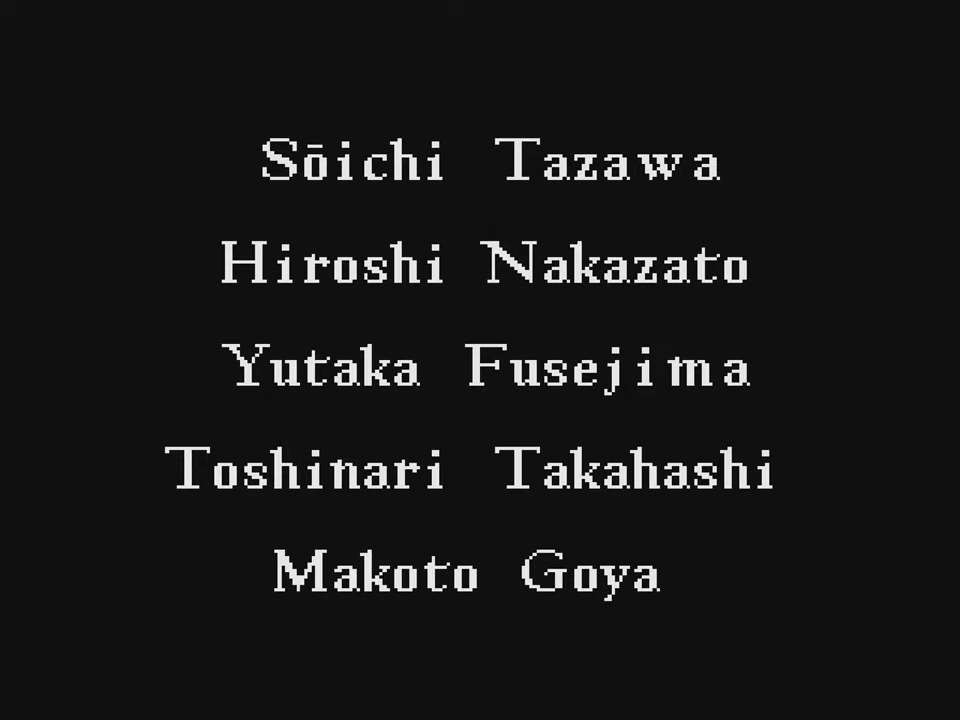 Sōichi Tazawa
Hiroshi Nakazato
Yutaka Fusejima
Toshinari Takahashi
Makoto Goya